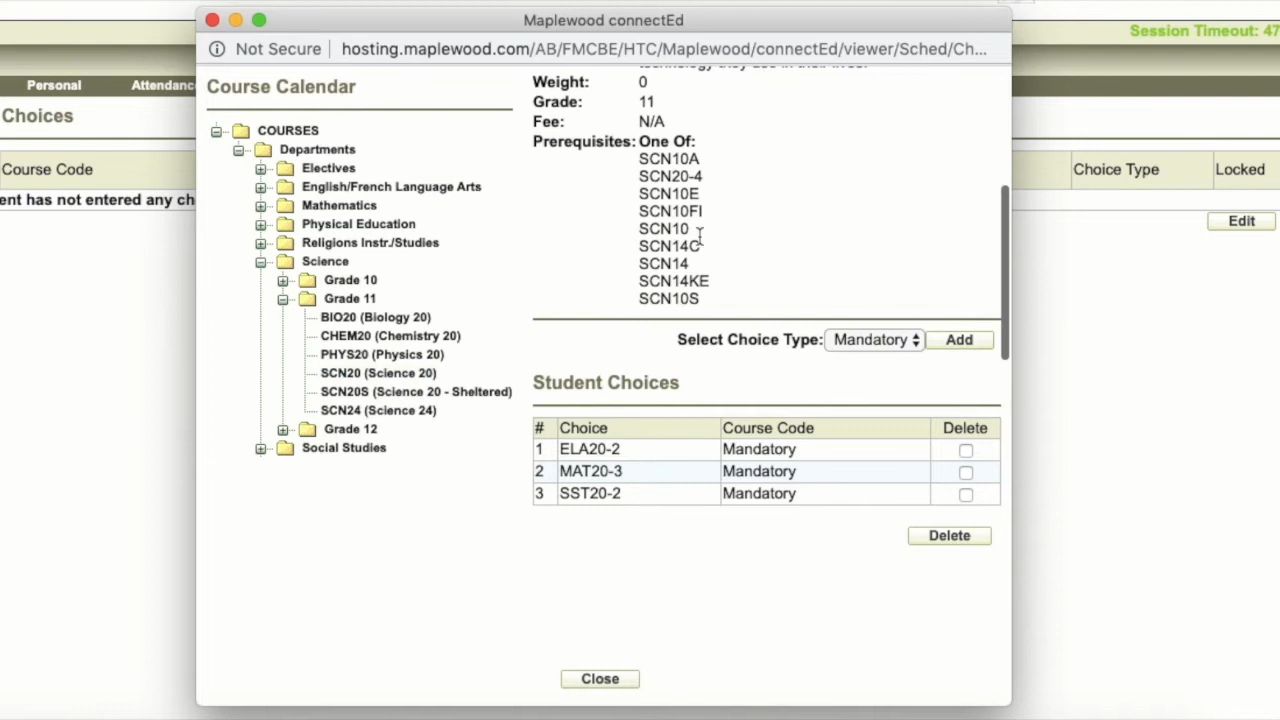 Maplewood connectEd
Session Timeout: 47
Not Secure
hosting.maplewood.com/AB/FMCBE/HTC/Maplewood/connectEd/viewer/Sched/Ch...
Personal
Attendanc
Choices
Course Code
Choice Type
Locked
ent has not entered any ch
Edit
Course Calendar
COURSES
Departments
Electives
English/French Language Arts
Mathematics
Physical Education
Religions Instr./Studies
Science
Grade 10
Grade 11
BIO20 (Biology 20)
CHEM20 (Chemistry 20)
PHYS20 (Physics 20)
SCN20 (Science 20)
SCN20S (Science 20 - Sheltered)
SCN24 (Science 24)
Grade 12
Social Studies
technology they use in their lives.
Weight: 0
Grade: 11
Fee: N/A
Prerequisites: One Of:
SCN10A
SCN20-4
SCN10E
SCN10FI
SCN10
SCN14C
SCN14
SCN14KE
SCN10S
Select Choice Type: Mandatory Add
Student Choices
# Choice Course Code Delete
1 ELA20-2 Mandatory
2 MAT20-3 Mandatory
3 SST20-2 Mandatory
Delete
Close